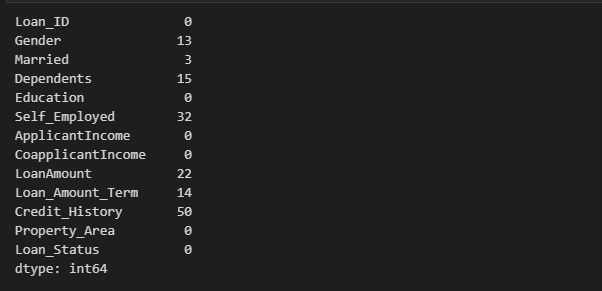 Loan_ID 0
Gender 13
Married 3
Dependents 15
Education 0
Self_Employed 32
ApplicantIncome 0
CoapplicantIncome 0
LoanAmount 22
Loan_Amount_Term 14
Credit_History 50
Property_Area 0
Loan_Status 0
dtype: int64